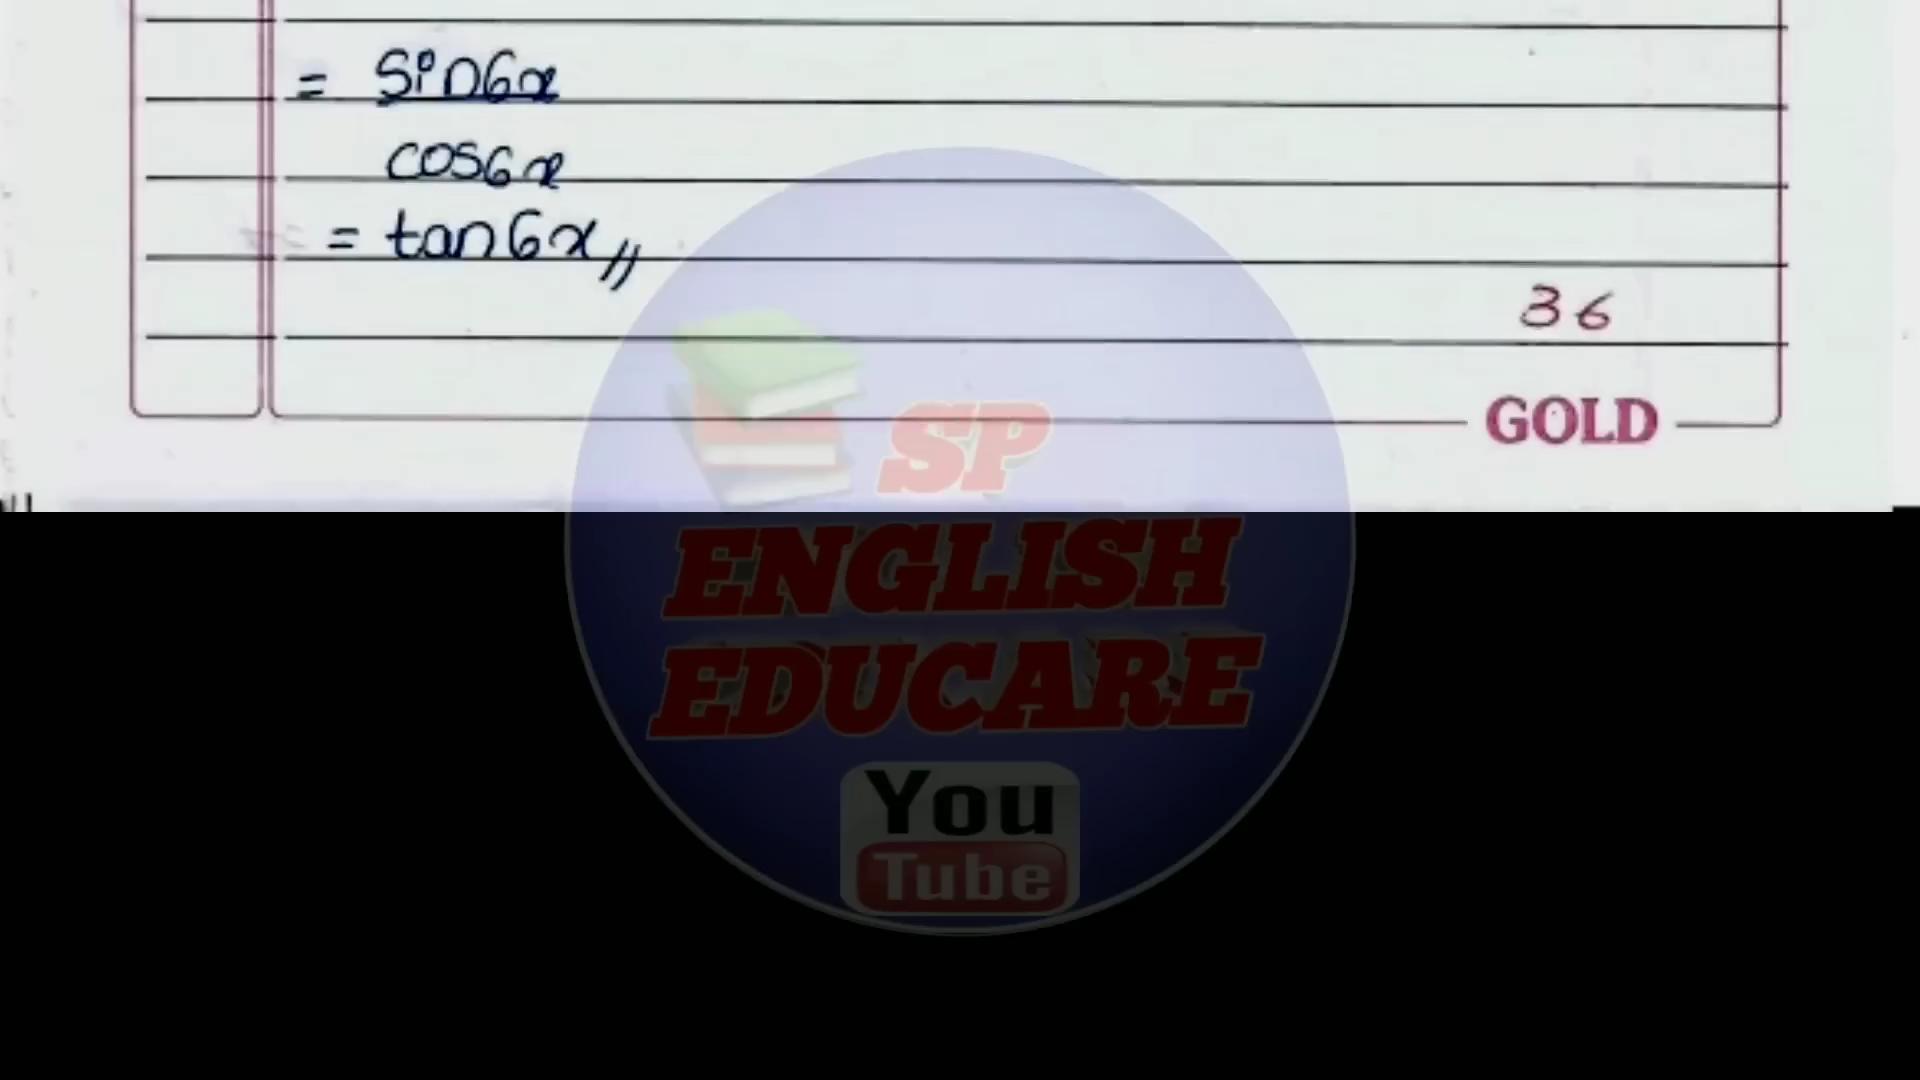 = sin6x
cos6x
= tan6x //
36
GOLD
SP
ENGLISH
EDUCARE
You
Tube